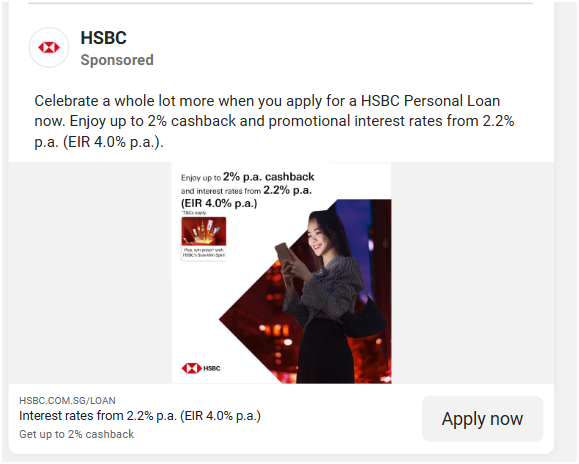 HSBC
Sponsored
Celebrate a whole lot more when you apply for a HSBC Personal Loan
now. Enjoy up to 2% cashback and promotional interest rates from 2.2%
p.a. (EIR 4.0% p.a.).
Enjoy up to 2% p.a. cashback
and interest rates from 2.2% p.a.
(EIR 4.0% p.a.)
*T&Cs apply
Plus, win prizes* with
HSBC's Sure-Win Spin!
HSBC
HSBC.COM.SG/LOAN
Interest rates from 2.2% p.a. (EIR 4.0% p.a.)
Get up to 2% cashback
Apply now